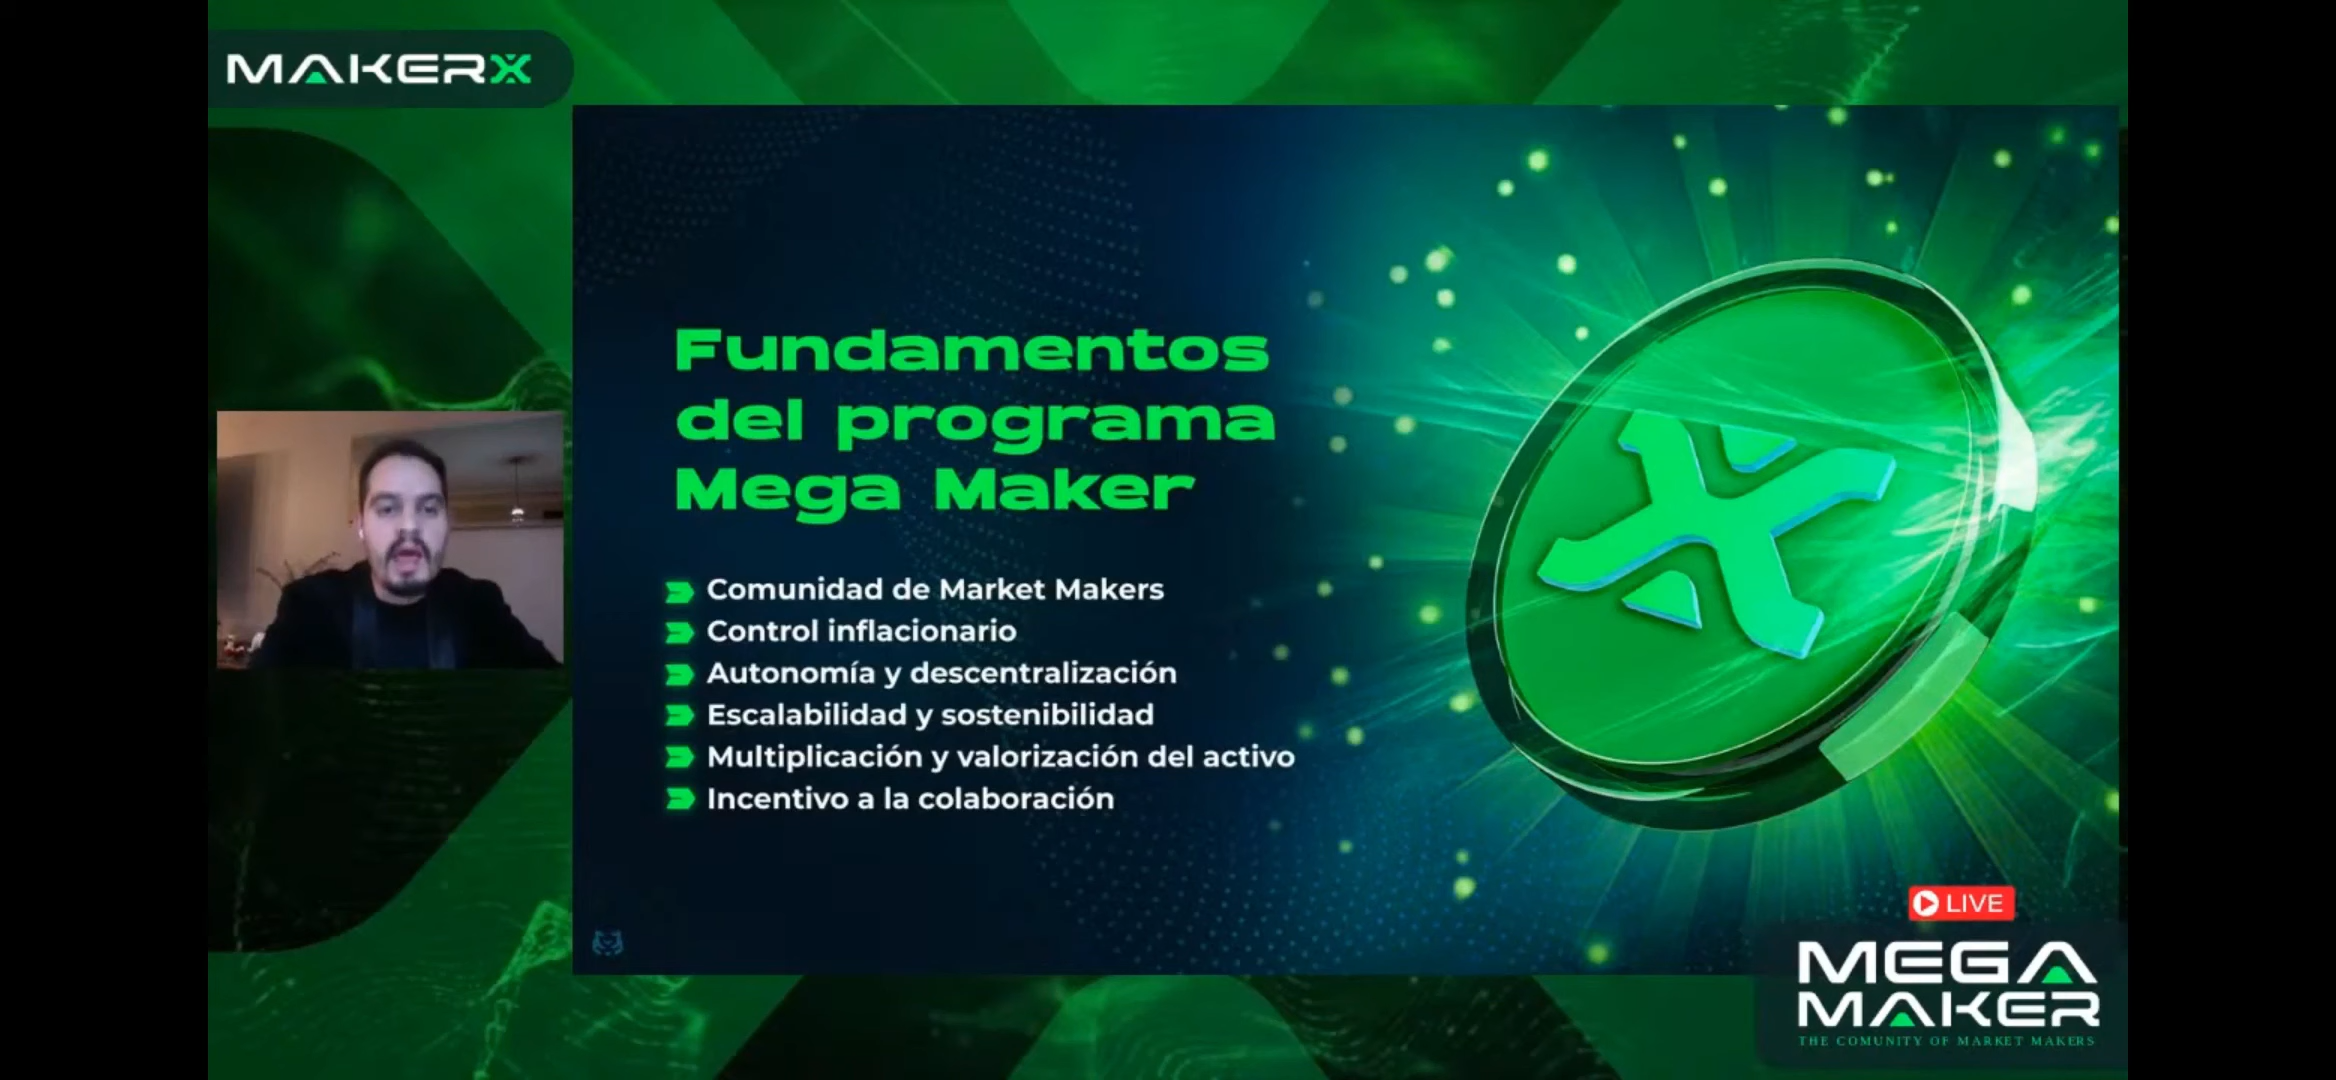 MAKERX
Fundamentos
del programa
Mega Maker
Comunidad de Market Makers
Control inflacionario
Autonomía y descentralización
Escalabilidad y sostenibilidad
Multiplicación y valorización del activo
Incentivo a la colaboración
LIVE
MEGA
MAKER
THE COMUNITY OF MARKET MAKERS